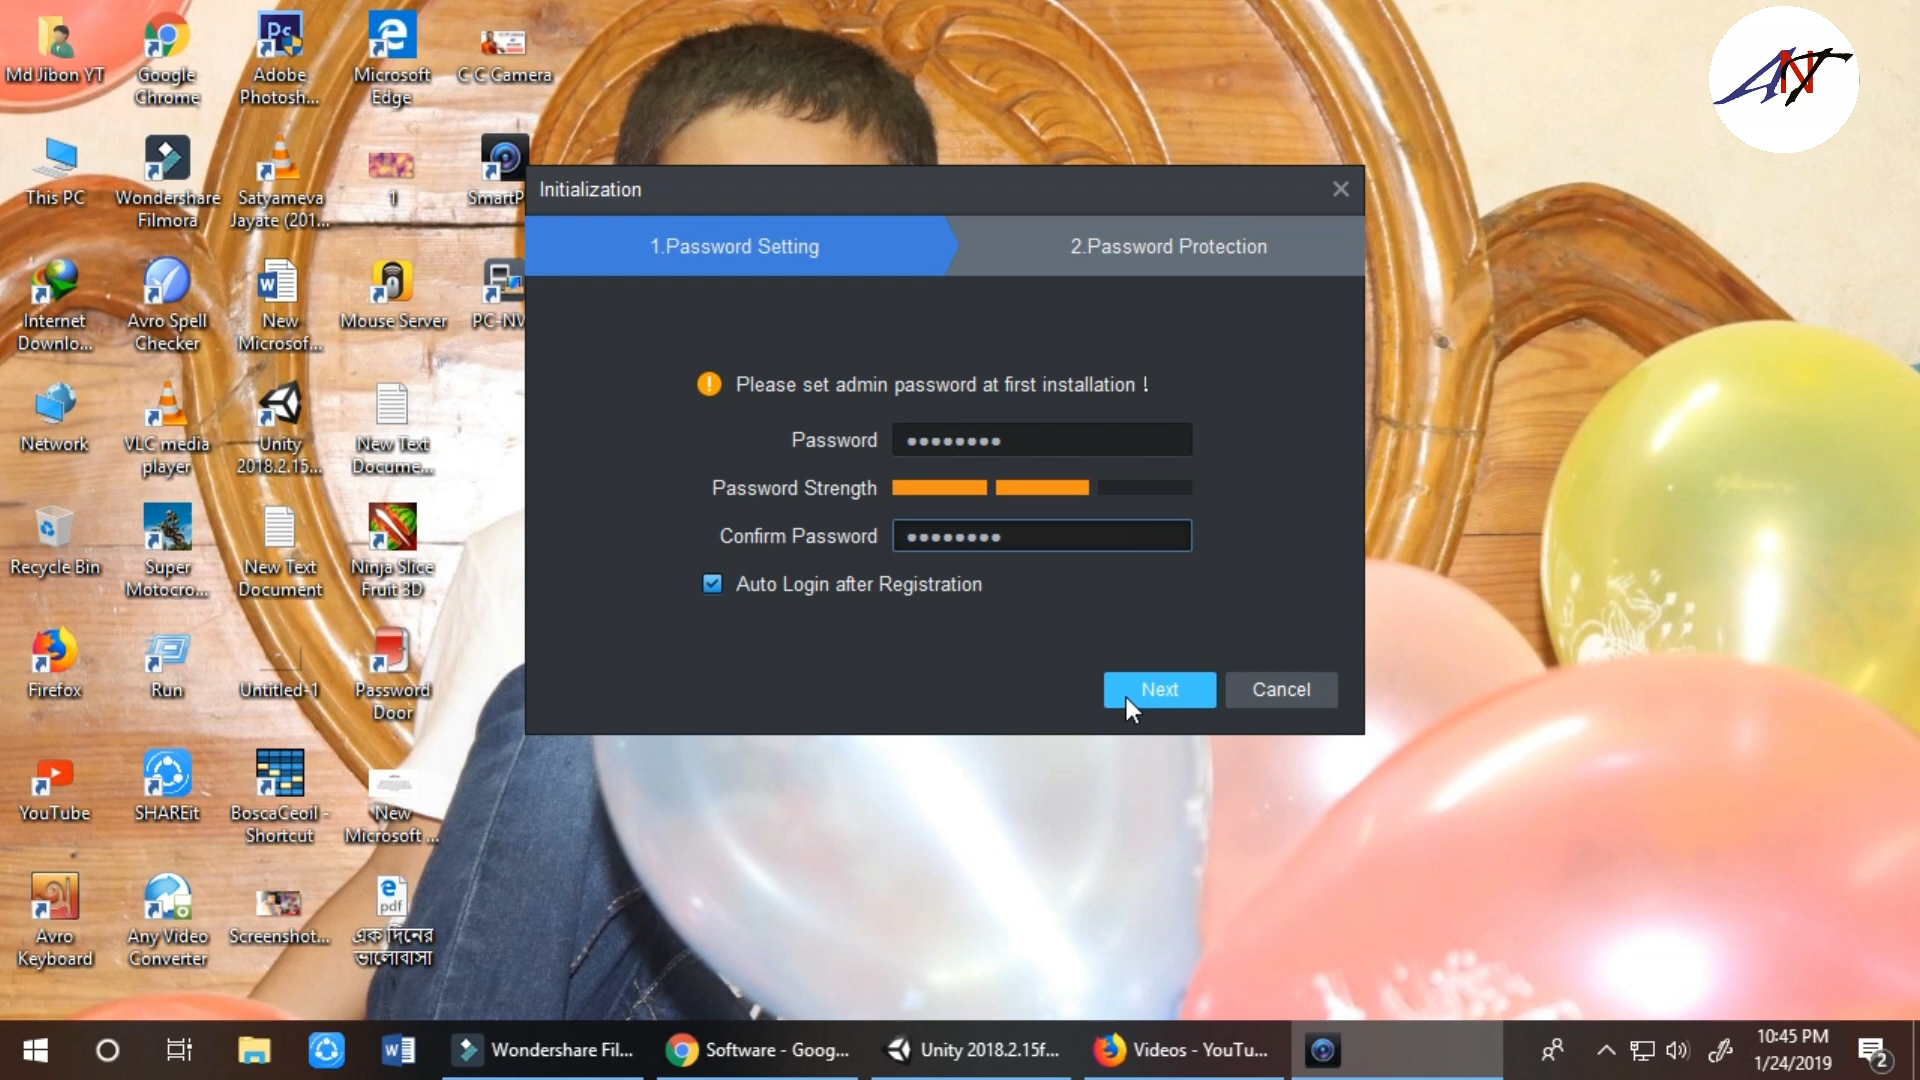 Md Jibon YT
Google
Chrome
Adobe
Photosh...
Microsoft
Edge
C C Camera
This PC
Wondershare
Filmora
Satyameva
Jayate (201...
1
SmartP
Internet
Downlo...
Avro Spell
Checker
New
Microsof...
Mouse Server
PC-NV
Network
VLC media
player
Unity
2018.2.15...
New Text
Docume...
Recycle Bin
Super
Motocro...
New Text
Document
Ninja Slice
Fruit 3D
Firefox
Run
Untitled-1
Password
Door
YouTube
SHAREit
BoscaCeoil -
Shortcut
New
Microsoft ...
Avro
Keyboard
Any Video
Converter
Screenshot...
pdf
এক দিনের
ভালোবাসা
Ps
ANT
Initialization
1.Password Setting
2.Password Protection
Please set admin password at first installation !
Password
Password Strength
Confirm Password
Auto Login after Registration
Next
Cancel
Wondershare Fil...
Software - Goog...
Unity 2018.2.15f...
Videos - YouTu...
10:45 PM
1/24/2019
2